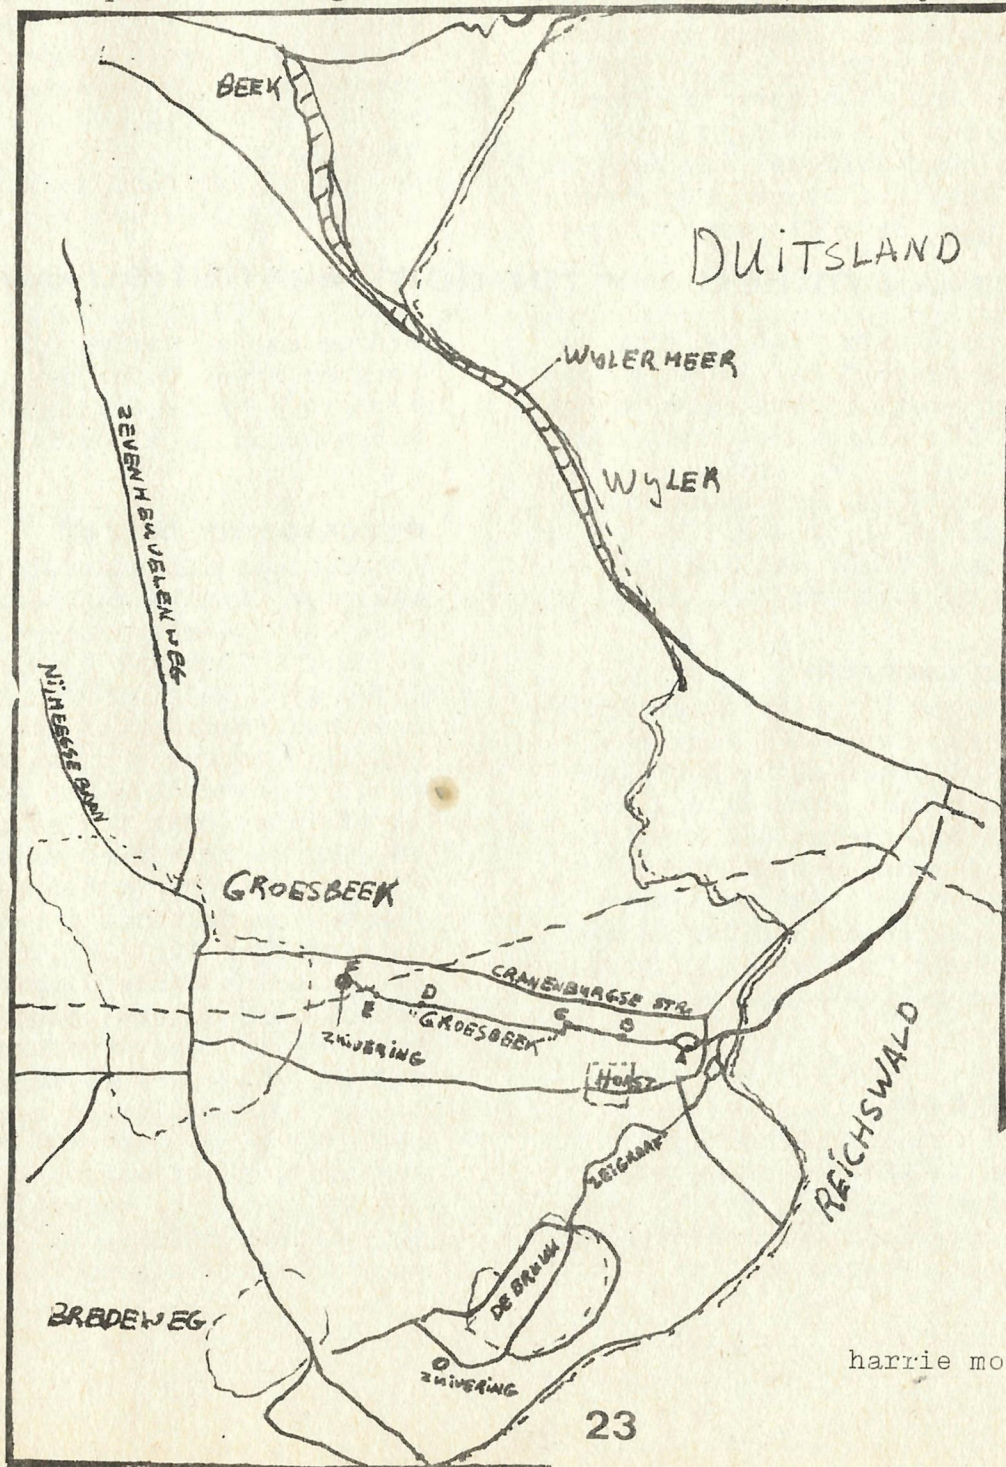 BEEK
DUITSLAND
WYLERMEER
WYLER
ZEVENHEUVELENWEG
NIJMEEGSE BAAN
GROESBEEK
CRANENBURGSE STR.
F
E
D
"GROESBEEK"
C
B
A
ZUIVERING
HORST
REICHSWALD
LEIGRAAF
DE BRUUK
BREDEWEG
ZUIVERING
harrie mo
23